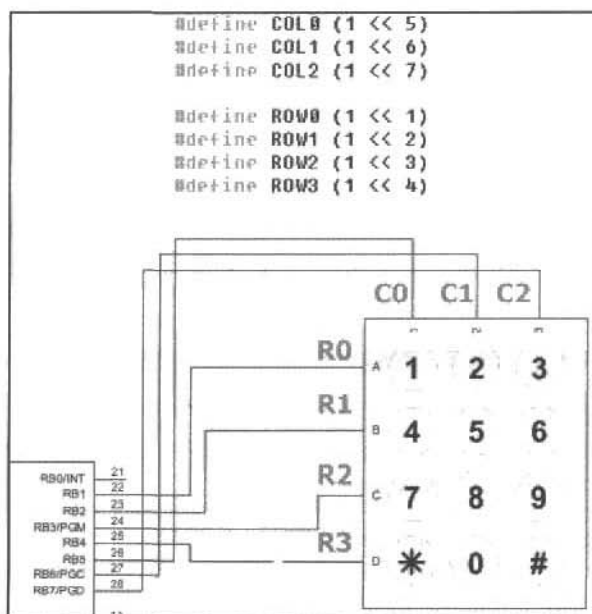 #define COL0 (1 << 5)
#define COL1 (1 << 6)
#define COL2 (1 << 7)
#define ROW0 (1 << 1)
#define ROW1 (1 << 2)
#define ROW2 (1 << 3)
#define ROW3 (1 << 4)
C0 C1 C2
R0
A 1 2 3
R1
B 4 5 6
R2
C 7 8 9
R3
D * 0 #
RB0/INT 21
RB1 22
RB2 23
RB3/PGM 24
RB4 25
RB5 26
RB6/PGC 27
RB7/PGD 28